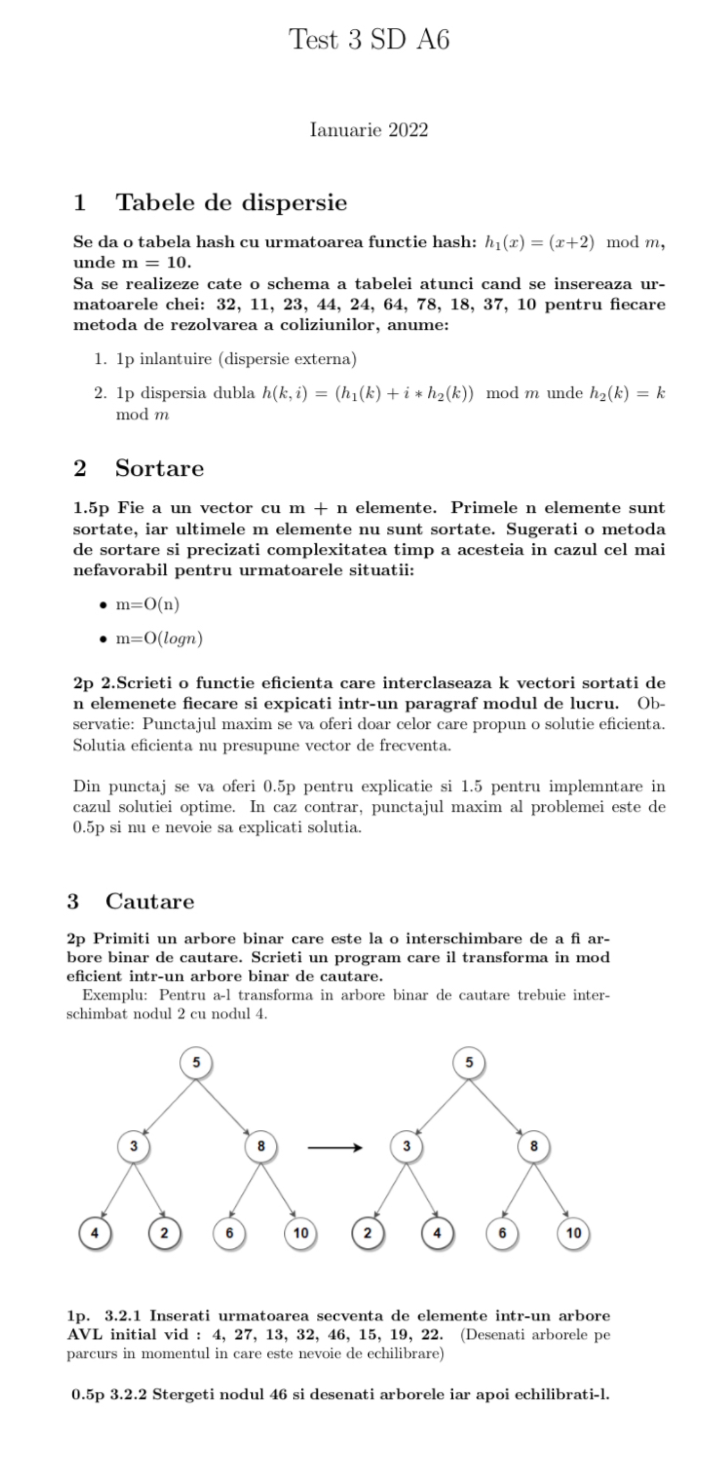 Test 3 SD A6
Ianuarie 2022
1 Tabele de dispersie
Se da o tabela hash cu urmatoarea functie hash: h₁(x) = (x+2) mod m,
unde m = 10.
Sa se realizeze cate o schema a tabelei atunci cand se insereaza ur-
matoarele chei: 32, 11, 23, 44, 24, 64, 78, 18, 37, 10 pentru fiecare
metoda de rezolvarea a coliziunilor, anume:
1. 1p inlantuire (dispersie externa)
2. 1p dispersia dubla h(k, i) = (h₁(k) + i * h₂(k)) mod m unde h₂(k) = k
mod m
2 Sortare
1.5p Fie a un vector cu m + n elemente. Primele n elemente sunt
sortate, iar ultimele m elemente nu sunt sortate. Sugerati o metoda
de sortare si precizati complexitatea timp a acesteia in cazul cel mai
nefavorabil pentru urmatoarele situatii:
• m=O(n)
• m=O(logn)
2p 2.Scrieti o functie eficienta care interclaseaza k vectori sortati de
n elemenete fiecare si expicati intr-un paragraf modul de lucru. Ob-
servatie: Punctajul maxim se va oferi doar celor care propun o solutie eficienta.
Solutia eficienta nu presupune vector de frecventa.
Din punctaj se va oferi 0.5p pentru explicatie si 1.5 pentru implemntare in
cazul solutiei optime. In caz contrar, punctajul maxim al problemei este de
0.5p si nu e nevoie sa explicati solutia.
3 Cautare
2p Primiti un arbore binar care este la o interschimbare de a fi ar-
bore binar de cautare. Scrieti un program care il transforma in mod
eficient intr-un arbore binar de cautare.
Exemplu: Pentru a-l transforma in arbore binar de cautare trebuie inter-
schimbat nodul 2 cu nodul 4.
5 5
3 8 3 8
4 2 6 10 2 4 6 10
1p. 3.2.1 Inserati urmatoarea secventa de elemente intr-un arbore
AVL initial vid : 4, 27, 13, 32, 46, 15, 19, 22. (Desenati arborele pe
parcurs in momentul in care este nevoie de echilibrare)
0.5p 3.2.2 Stergeti nodul 46 si desenati arborele iar apoi echilibrati-l.